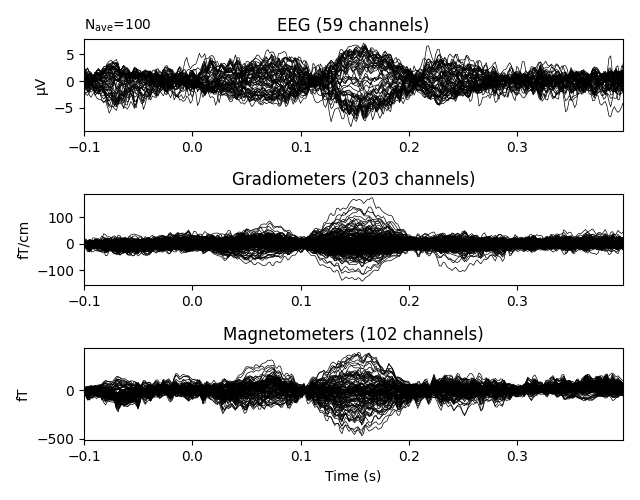 N_ave=100
EEG (59 channels)
µV
5
0
−5
−0.1 0.0 0.1 0.2 0.3
Gradiometers (203 channels)
fT/cm
100
0
−100
−0.1 0.0 0.1 0.2 0.3
Magnetometers (102 channels)
fT
0
−500
−0.1 0.0 0.1 0.2 0.3
Time (s)